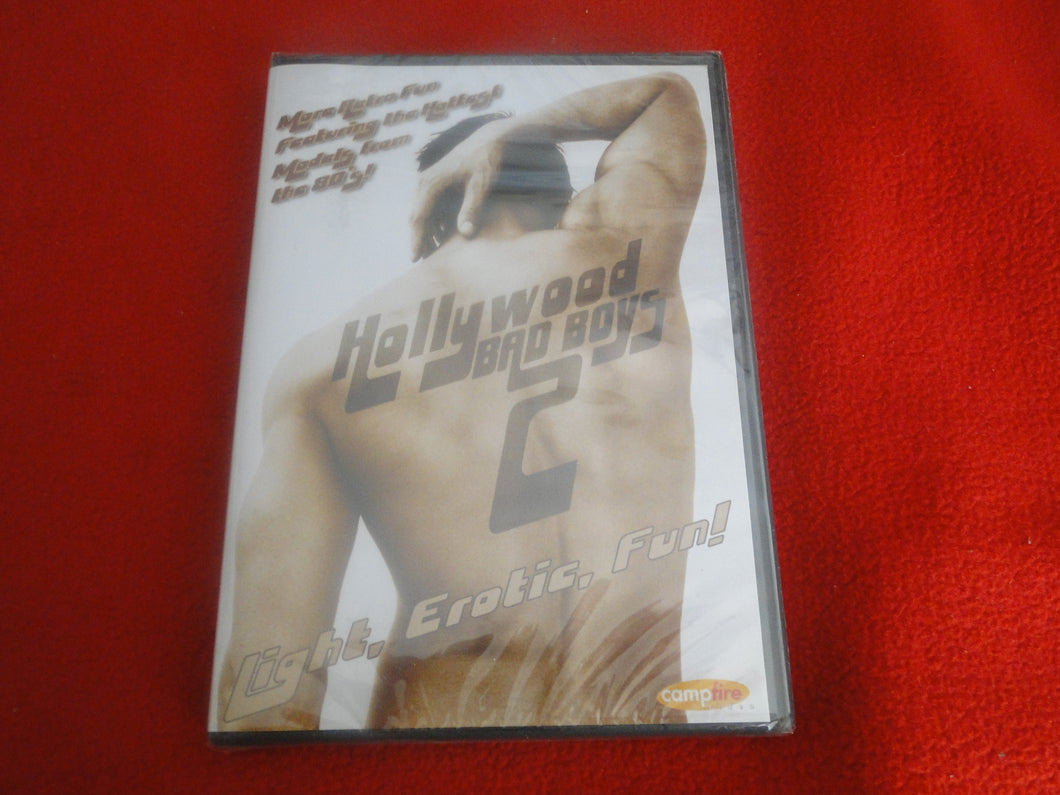 More Retro Fun
Featuring the Hottest
Models from
the 80's!
Hollywood
BAD BOYS
2
Light, Erotic, Fun!
campfire